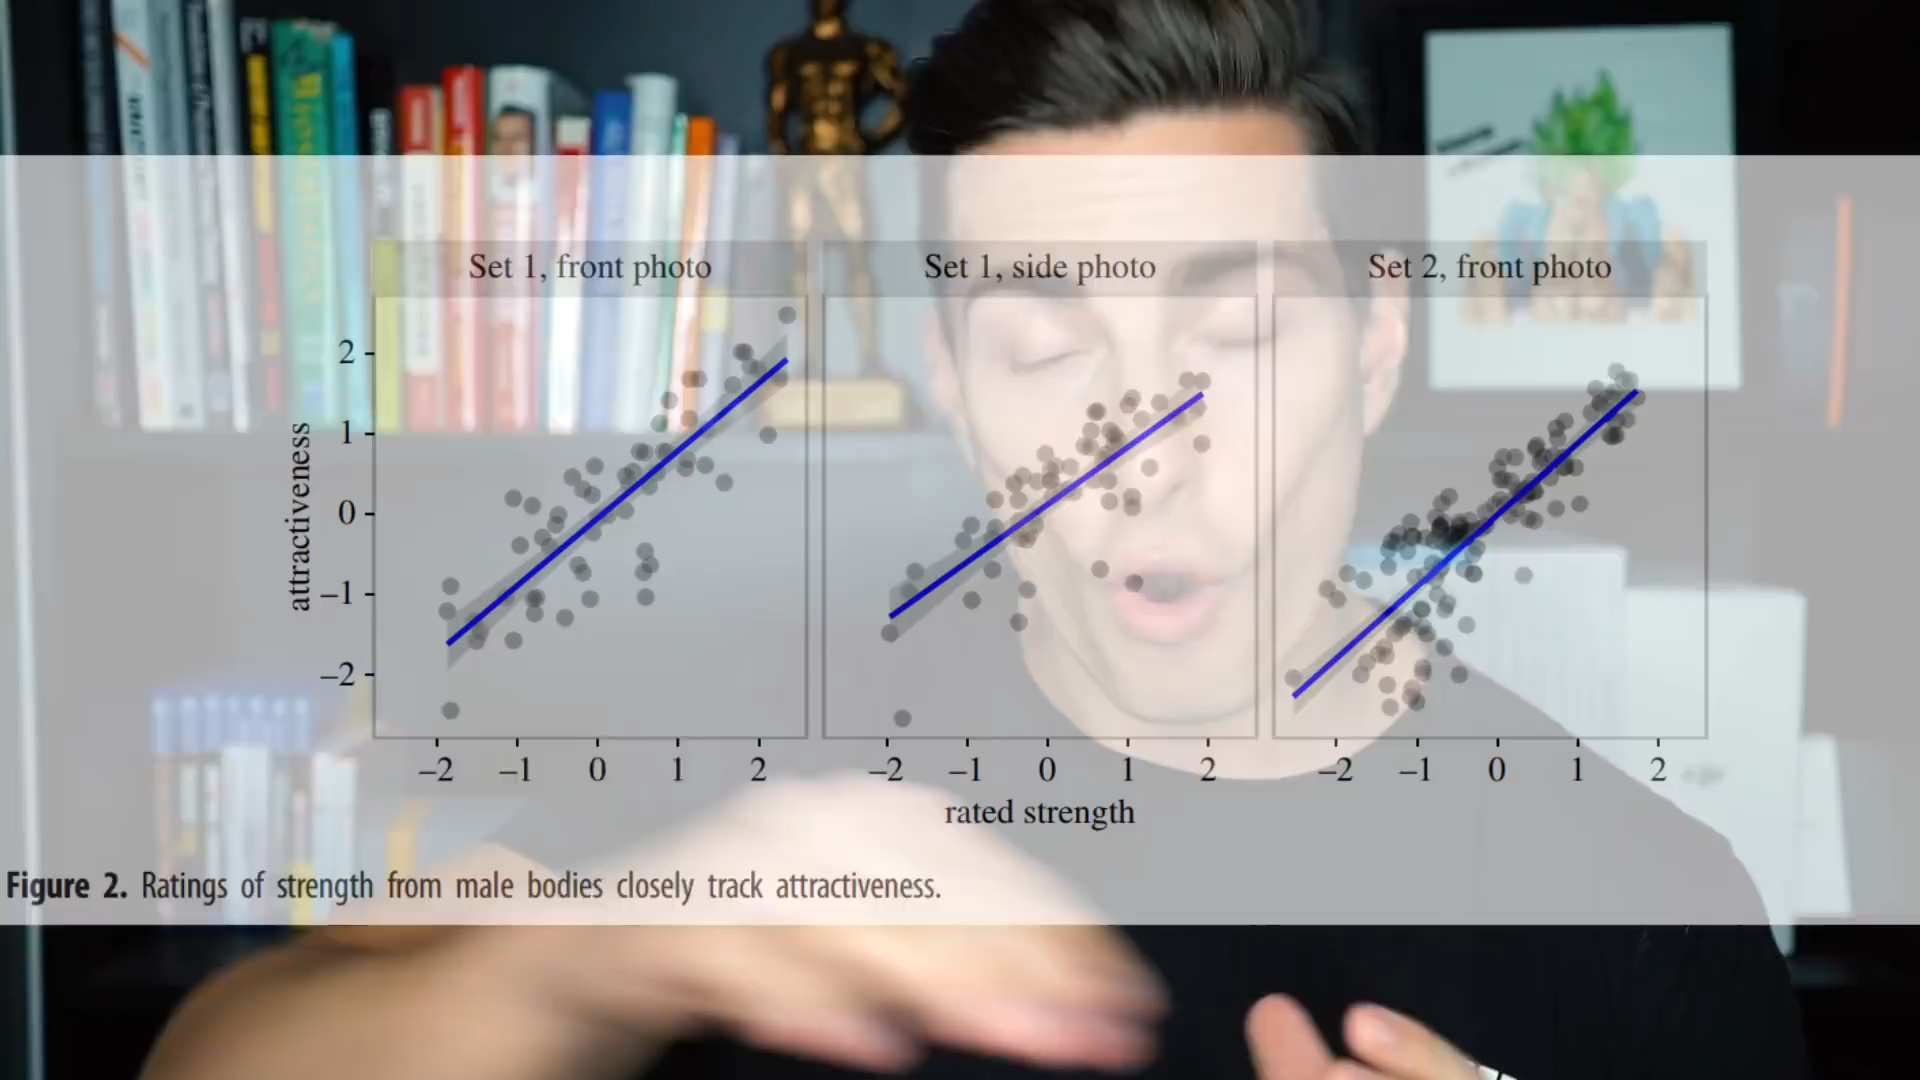 Set 1, front photo
Set 1, side photo
Set 2, front photo
2
1
0
–1
–2
attractiveness
–2 –1 0 1 2
–2 –1 0 1 2
–2 –1 0 1 2
rated strength
Figure 2. Ratings of strength from male bodies closely track attractiveness.